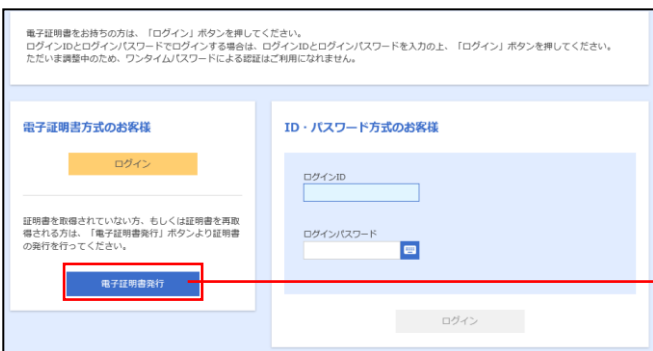 電子証明書をお持ちの方は、「ログイン」ボタンを押してください。
ログインIDとログインパスワードでログインする場合は、ログインIDとログインパスワードを入力の上、「ログイン」ボタンを押してください。
ただいま調整中のため、ワンタイムパスワードによる認証はご利用になれません。
電子証明書方式のお客様
ログイン
証明書を取得されていない方、もしくは証明書を再取
得される方は、「電子証明書発行」ボタンより証明書
の発行を行ってください。
電子証明書発行
ID・パスワード方式のお客様
ログインID
ログインパスワード
ログイン